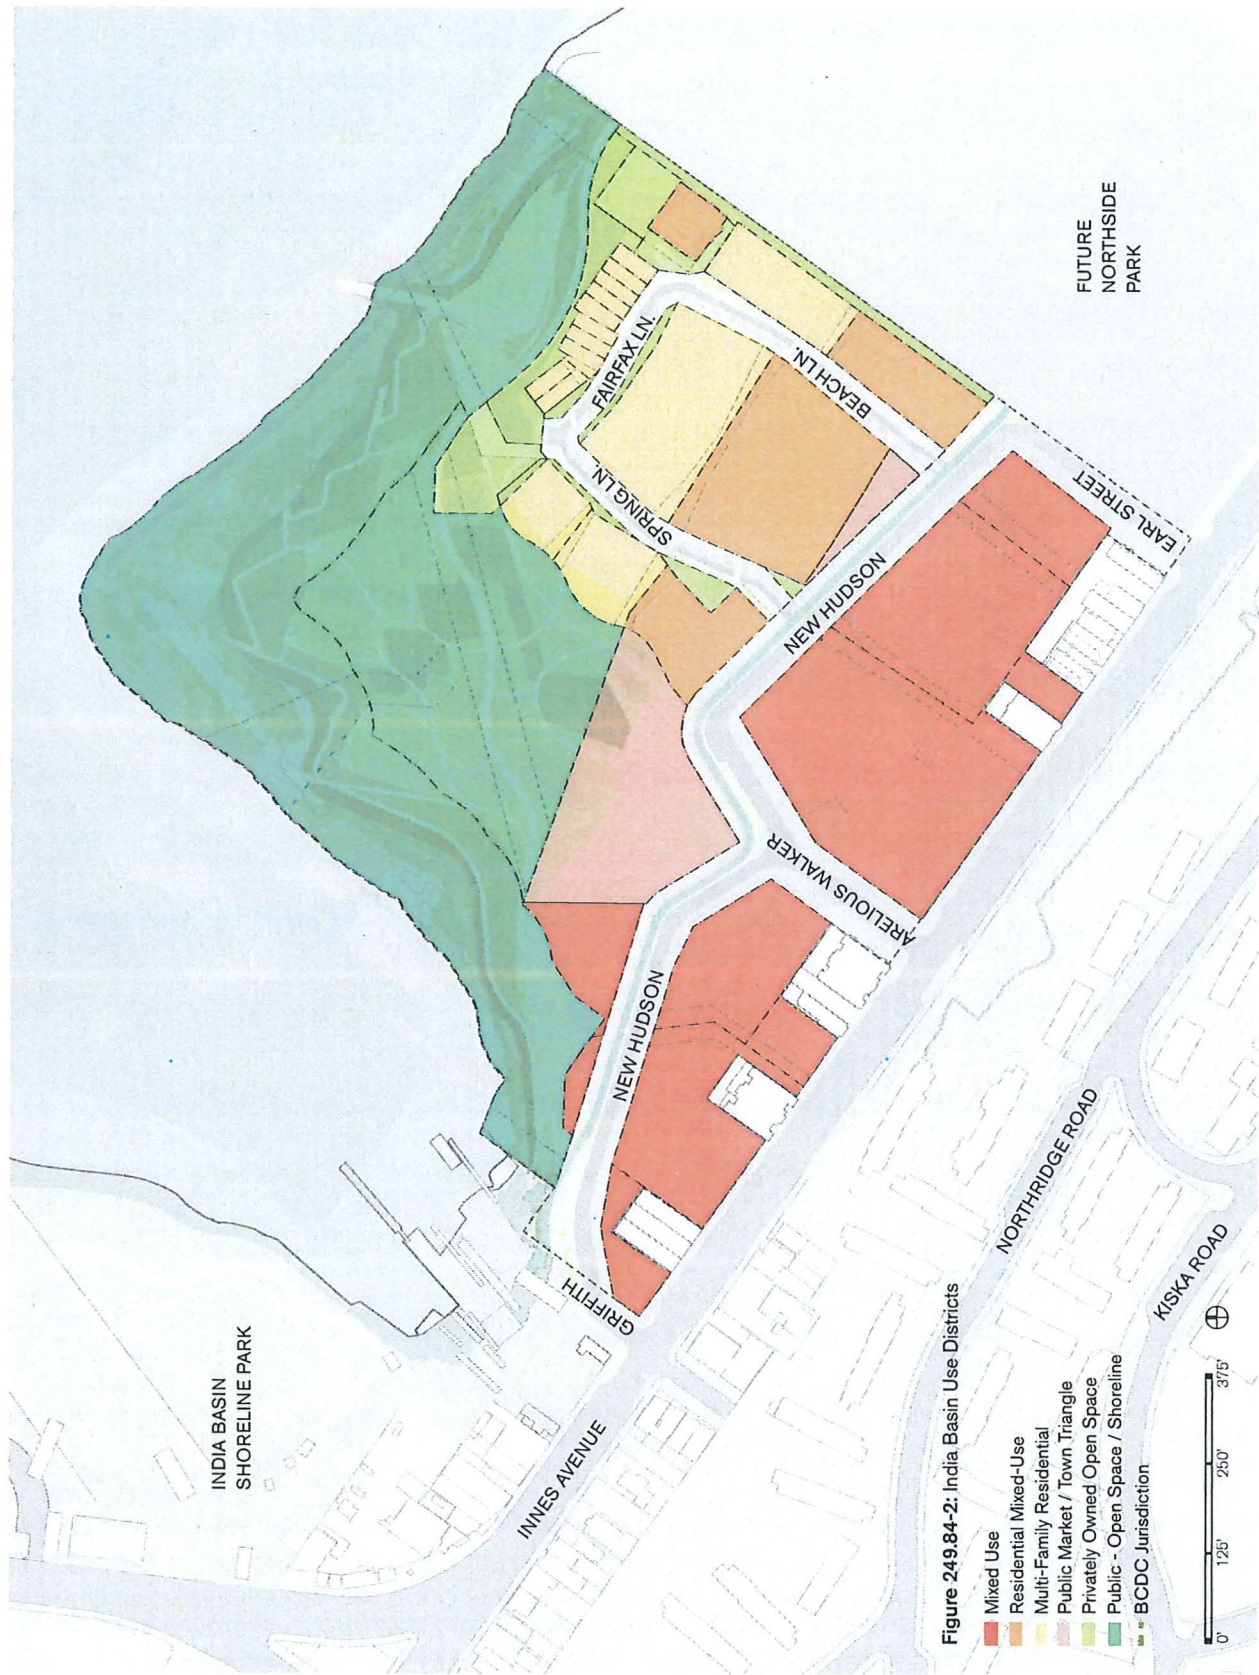 INDIA BASIN
SHORELINE PARK
FUTURE
NORTHSIDE
PARK
FAIRFAX LN.
BEACH LN.
SPRING LN.
NEW HUDSON
EARL STREET
ARELIOUS WALKER
NEW HUDSON
GRIFFITH
INNES AVENUE
NORTHRIDGE ROAD
KISKA ROAD
Figure 249.84-2: India Basin Use Districts
Mixed Use
Residential Mixed-Use
Multi-Family Residential
Public Market / Town Triangle
Privately Owned Open Space
Public - Open Space / Shoreline
BCDC Jurisdiction
0' 125' 250' 375'